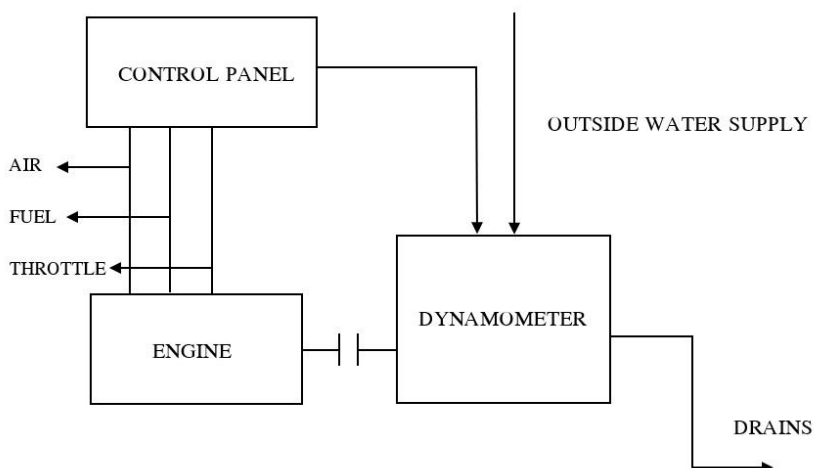 CONTROL PANEL
OUTSIDE WATER SUPPLY
AIR
FUEL
THROTTLE
DYNAMOMETER
ENGINE
DRAINS